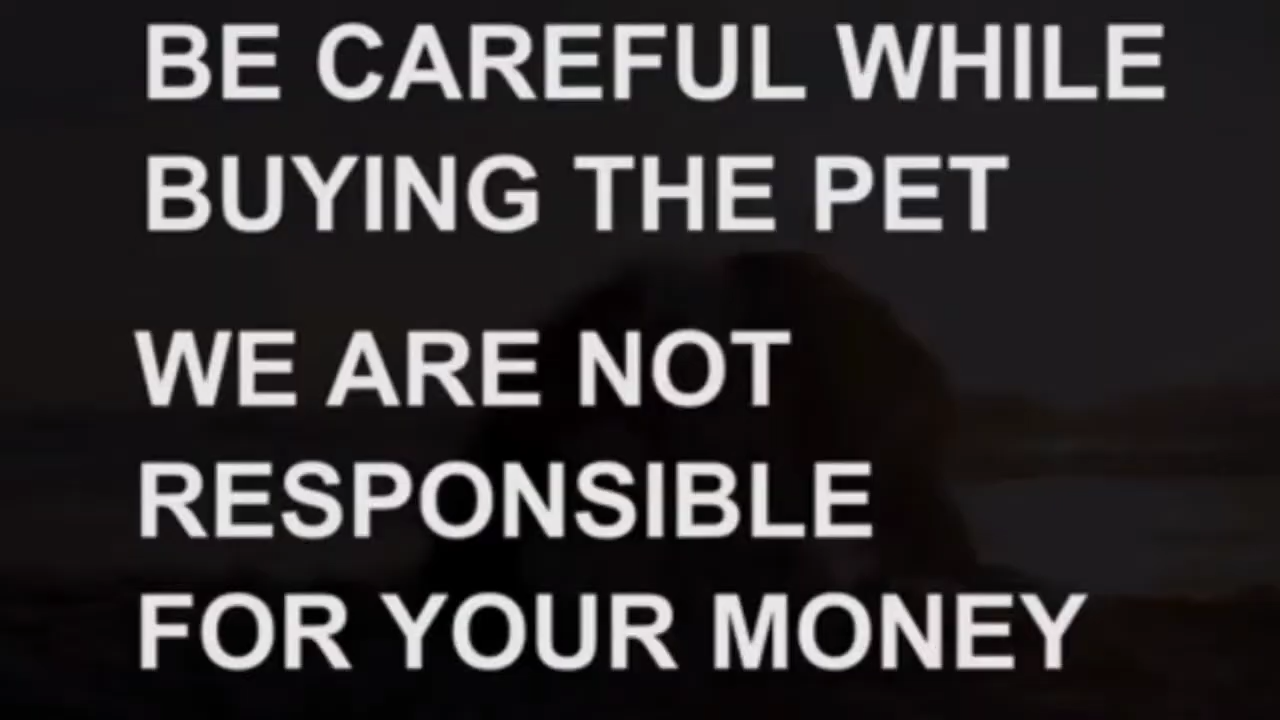 BE CAREFUL WHILE
BUYING THE PET
WE ARE NOT
RESPONSIBLE
FOR YOUR MONEY